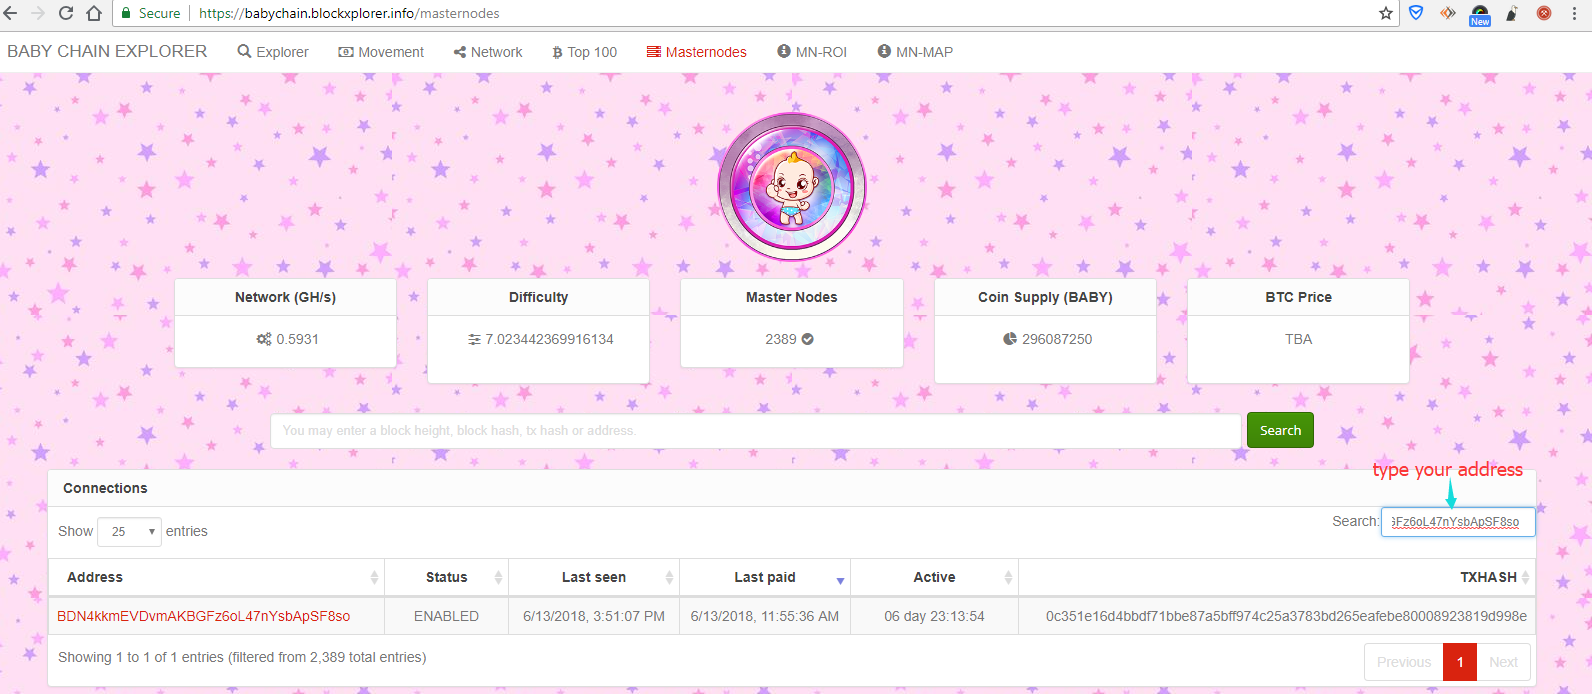 Secure https://babychain.blockxplorer.info/masternodes
New
BABY CHAIN EXPLORER Explorer Movement Network Top 100 Masternodes MN-ROI MN-MAP
Network (GH/s) Difficulty Master Nodes Coin Supply (BABY) BTC Price
0.5931 7.023442369916134 2389 296087250 TBA
You may enter a block height, block hash, tx hash or address. Search
type your address
Connections
Show 25 entries Search: GFz6oL47nYsbApSF8so
Address Status Last seen Last paid Active TXHASH
BDN4kkmEVDvmAKBGFz6oL47nYsbApSF8so ENABLED 6/13/2018, 3:51:07 PM 6/13/2018, 11:55:36 AM 06 day 23:13:54 0c351e16d4bbdf71bbe87a5bff974c25a3783bd265eafebe80008923819d998e
Showing 1 to 1 of 1 entries (filtered from 2,389 total entries)
Previous 1 Next